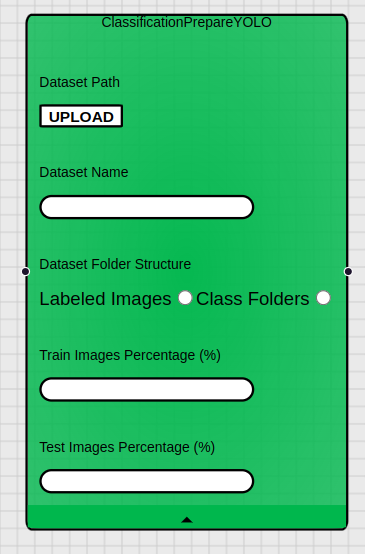 ClassificationPrepareYOLO
Dataset Path
UPLOAD
Dataset Name
Dataset Folder Structure
Labeled Images Class Folders
Train Images Percentage (%)
Test Images Percentage (%)